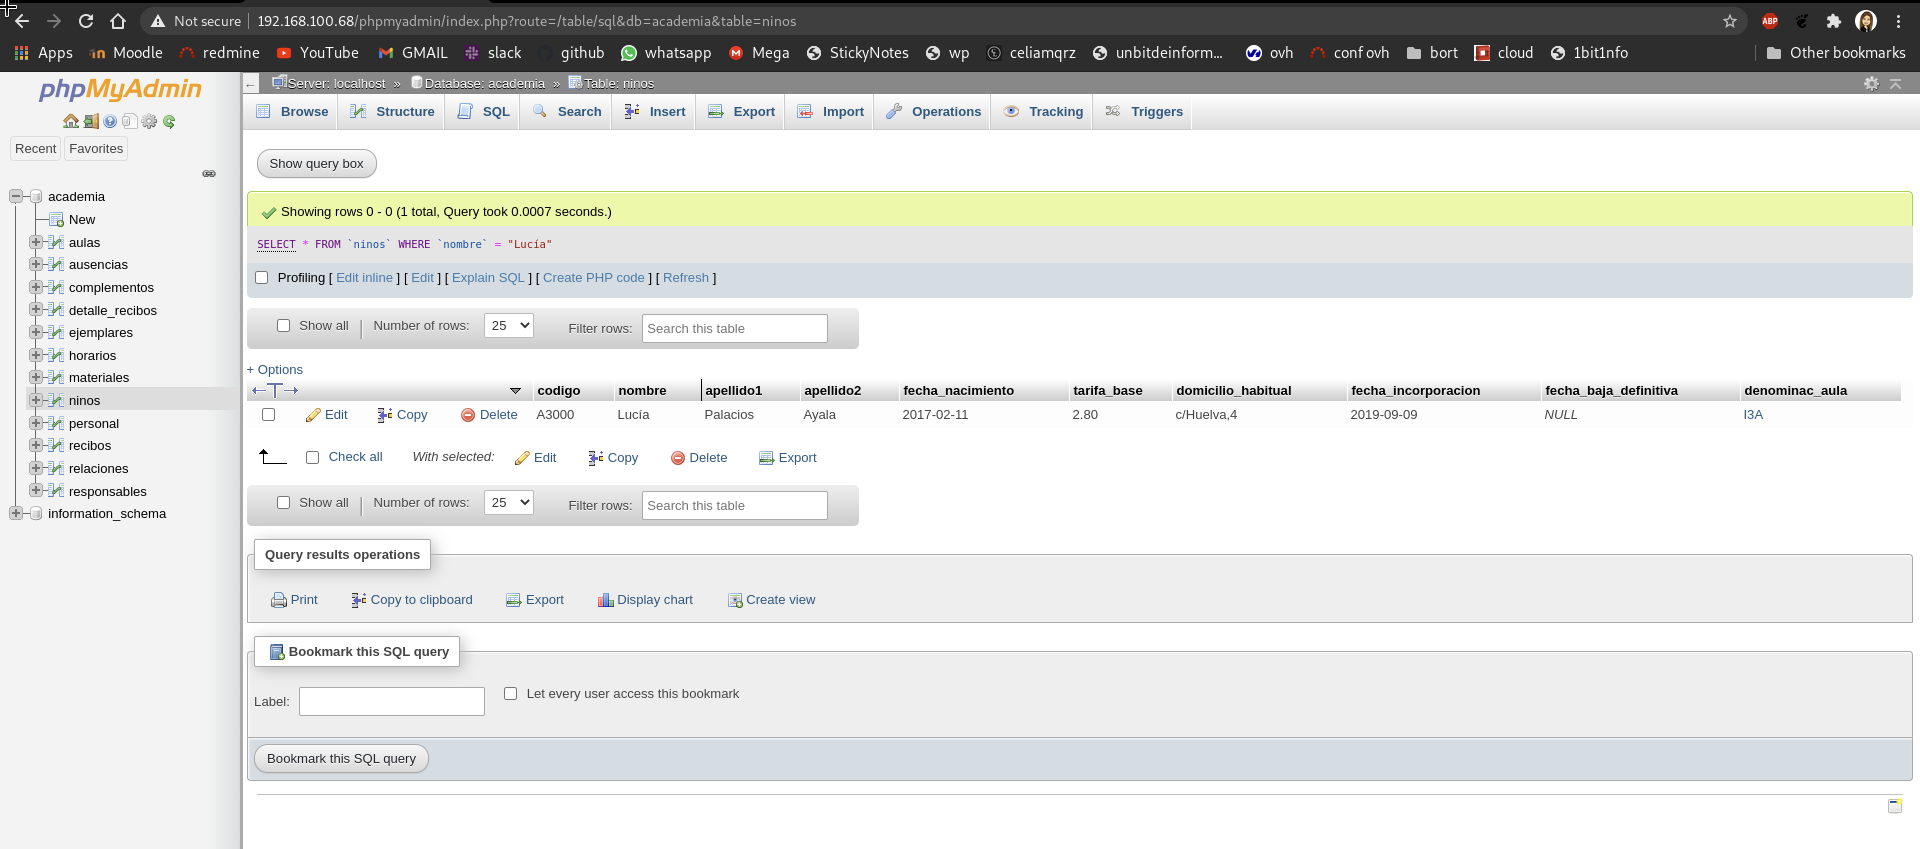 Not secure 192.168.100.68/phpmyadmin/index.php?route=/table/sql&db=academia&table=ninos ABP
Apps Moodle redmine YouTube GMAIL slack github whatsapp Mega StickyNotes wp celiamqrz unbitdeinform... ovh conf ovh bort cloud 1bit1nfo Other bookmarks
phpMyAdmin
Recent Favorites
academia
New
aulas
ausencias
complementos
detalle_recibos
ejemplares
horarios
materiales
ninos
personal
recibos
relaciones
responsables
information_schema
Server: localhost » Database: academia » Table: ninos
Browse Structure SQL Search Insert Export Import Operations Tracking Triggers
Show query box
Showing rows 0 - 0 (1 total, Query took 0.0007 seconds.)
SELECT * FROM `ninos` WHERE `nombre` = "Lucía"
Profiling [ Edit inline ] [ Edit ] [ Explain SQL ] [ Create PHP code ] [ Refresh ]
Show all Number of rows: 25 Filter rows: Search this table
+ Options
codigo nombre apellido1 apellido2 fecha_nacimiento tarifa_base domicilio_habitual fecha_incorporacion fecha_baja_definitiva denominac_aula
Edit Copy Delete A3000 Lucía Palacios Ayala 2017-02-11 2.80 c/Huelva,4 2019-09-09 NULL I3A
Check all With selected: Edit Copy Delete Export
Show all Number of rows: 25 Filter rows: Search this table
Query results operations
Print Copy to clipboard Export Display chart Create view
Bookmark this SQL query
Label: Let every user access this bookmark
Bookmark this SQL query